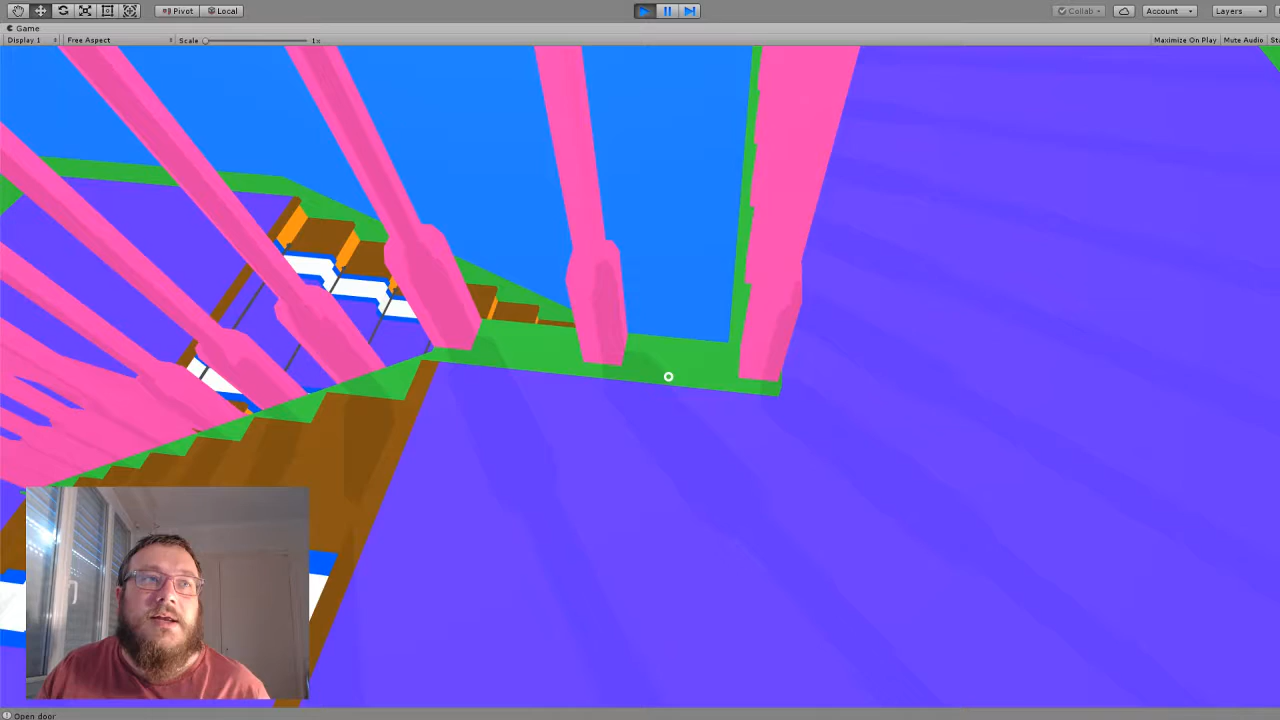 Pivot Local Collab Account Layers
Game
Display 1 Free Aspect Scale 1x Maximize On Play Mute Audio
Open door